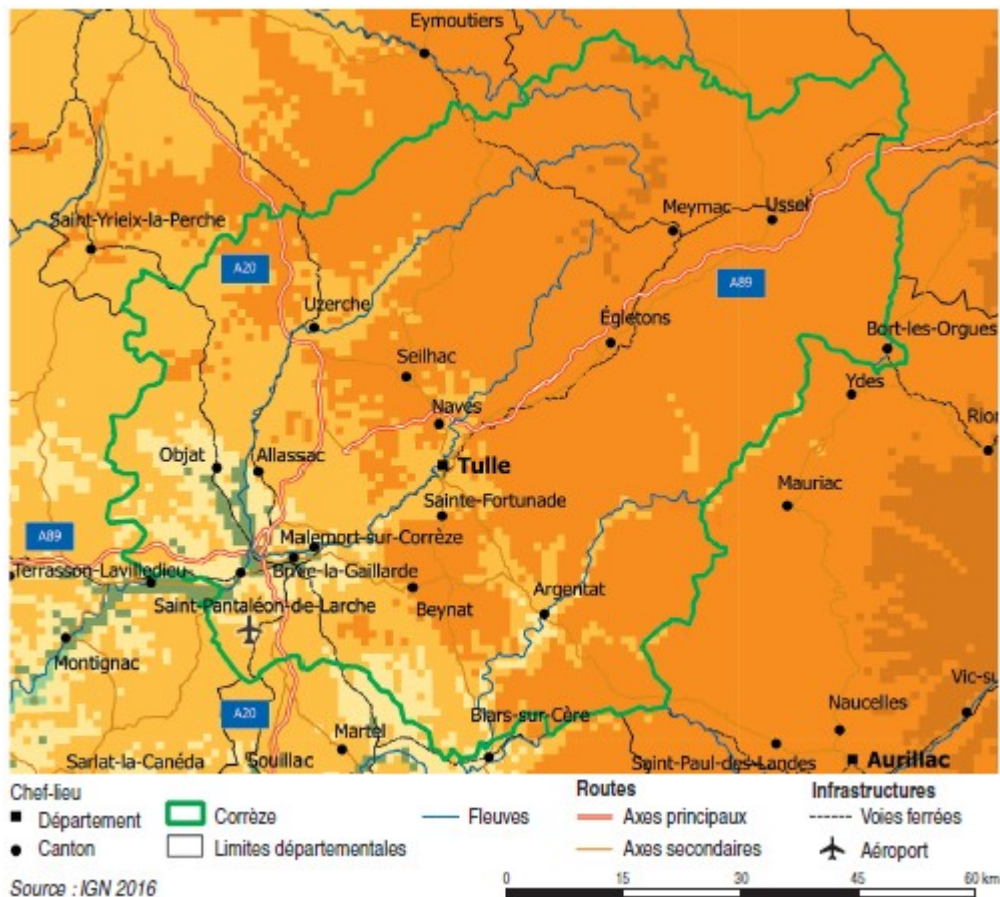 Eymoutiers
Saint-Yrieix-la-Perche
Meymac
Ussel
A20
A89
Uzerche
Égletons
Bort-les-Orgues
Seilhac
Ydes
Naves
Objat
Allassac
Tulle
Mauriac
Sainte-Fortunade
A89
Malemort-sur-Corrèze
Terrasson-Lavilledieu
Brive-la-Gaillarde
Argentat
Saint-Pantaléon-de-Larche
Beynat
Montignac
Naucelles
A20
Biars-sur-Cère
Martel
Sarlat-la-Canéda
Souillac
Saint-Paul-des-Landes
Aurillac
Chef-lieu
Département
Canton
Corrèze
Limites départementales
Fleuves
Routes
Axes principaux
Axes secondaires
Infrastructures
Voies ferrées
Aéroport
Source : IGN 2016
0 15 30 45 60 km